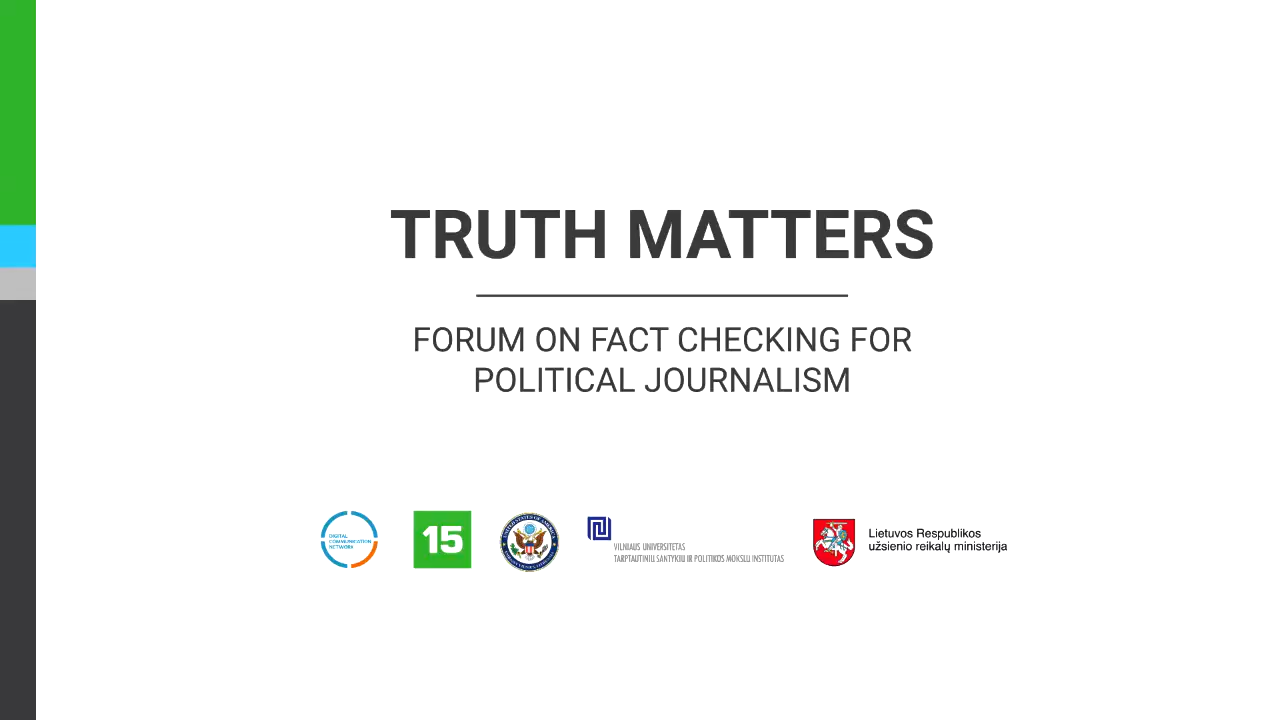 TRUTH MATTERS
FORUM ON FACT CHECKING FOR
POLITICAL JOURNALISM
DIGITAL
COMMUNICATION
NETWORK
15
VILNIAUS UNIVERSITETAS
TARPTAUTINIŲ SANTYKIŲ IR POLITIKOS MOKSLŲ INSTITUTAS
Lietuvos Respublikos
užsienio reikalų ministerija